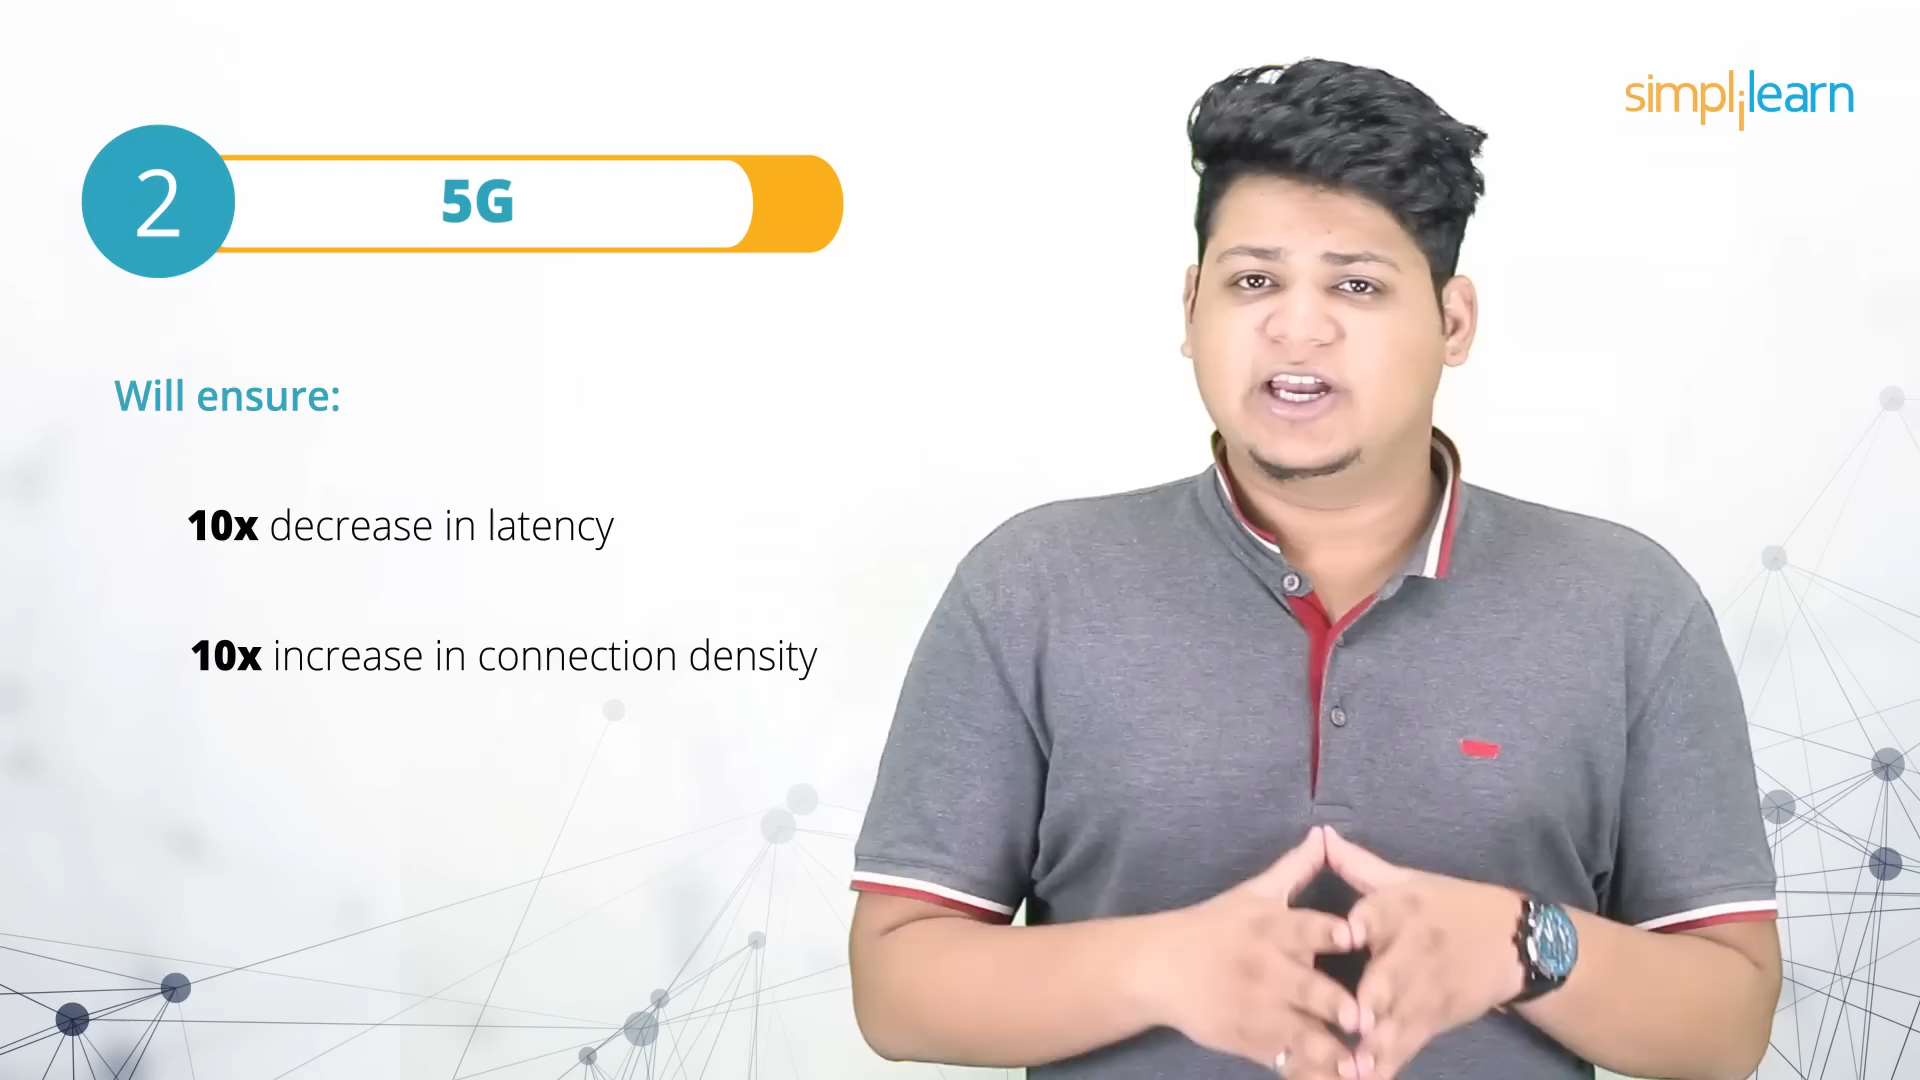 simplilearn
2
5G
Will ensure:
10x decrease in latency
10x increase in connection density